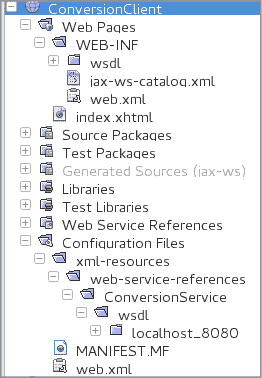 ConversionClient
Web Pages
WEB-INF
wsdl
jax-ws-catalog.xml
web.xml
index.xhtml
Source Packages
Test Packages
Generated Sources (jax-ws)
Libraries
Test Libraries
Web Service References
Configuration Files
xml-resources
web-service-references
ConversionService
wsdl
localhost_8080
MANIFEST.MF
web.xml